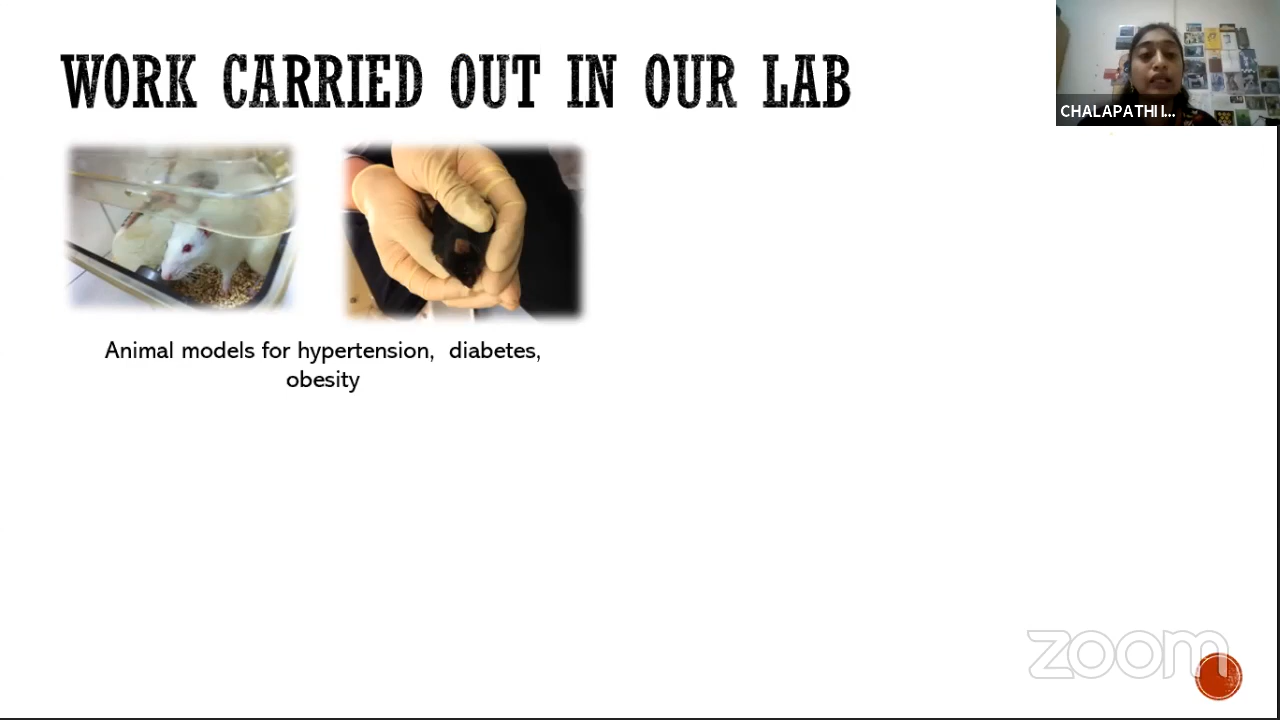 WORK CARRIED OUT IN OUR LAB
CHALAPATHI I...
Animal models for hypertension, diabetes,
obesity
zoom